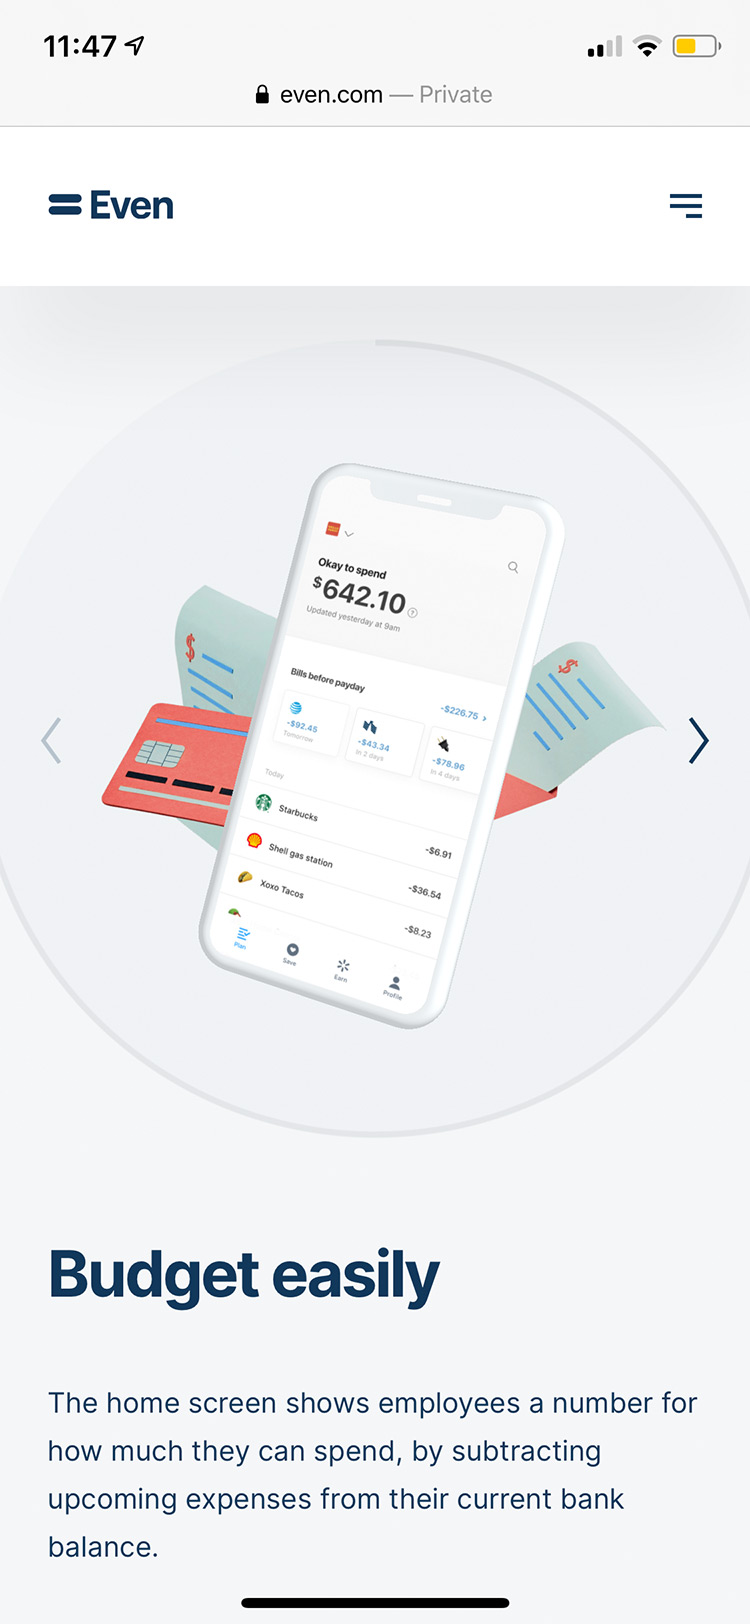 11:47
even.com — Private
Even
Okay to spend
$642.10
?
Updated yesterday at 9am
Bills before payday
-$226.75 >
-$92.45
Tomorrow
-$43.34
In 2 days
-$78.96
In 4 days
Today
Starbucks
-$6.91
Shell gas station
-$36.54
Xoxo Tacos
-$8.23
Plan
Save
Earn
Profile
$
$
Budget easily
The home screen shows employees a number for
how much they can spend, by subtracting
upcoming expenses from their current bank
balance.